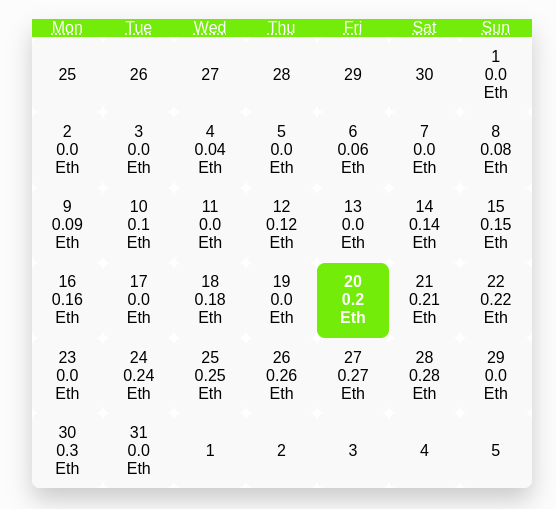 Mon Tue Wed Thu Fri Sat Sun
25 26 27 28 29 30 1
0.0
Eth
2 3 4 5 6 7 8
0.0 0.0 0.04 0.0 0.06 0.0 0.08
Eth Eth Eth Eth Eth Eth Eth
9 10 11 12 13 14 15
0.09 0.1 0.0 0.12 0.0 0.14 0.15
Eth Eth Eth Eth Eth Eth Eth
16 17 18 19 20 21 22
0.16 0.0 0.18 0.0 0.2 0.21 0.22
Eth Eth Eth Eth Eth Eth Eth
23 24 25 26 27 28 29
0.0 0.24 0.25 0.26 0.27 0.28 0.0
Eth Eth Eth Eth Eth Eth Eth
30 31 1 2 3 4 5
0.3 0.0
Eth Eth